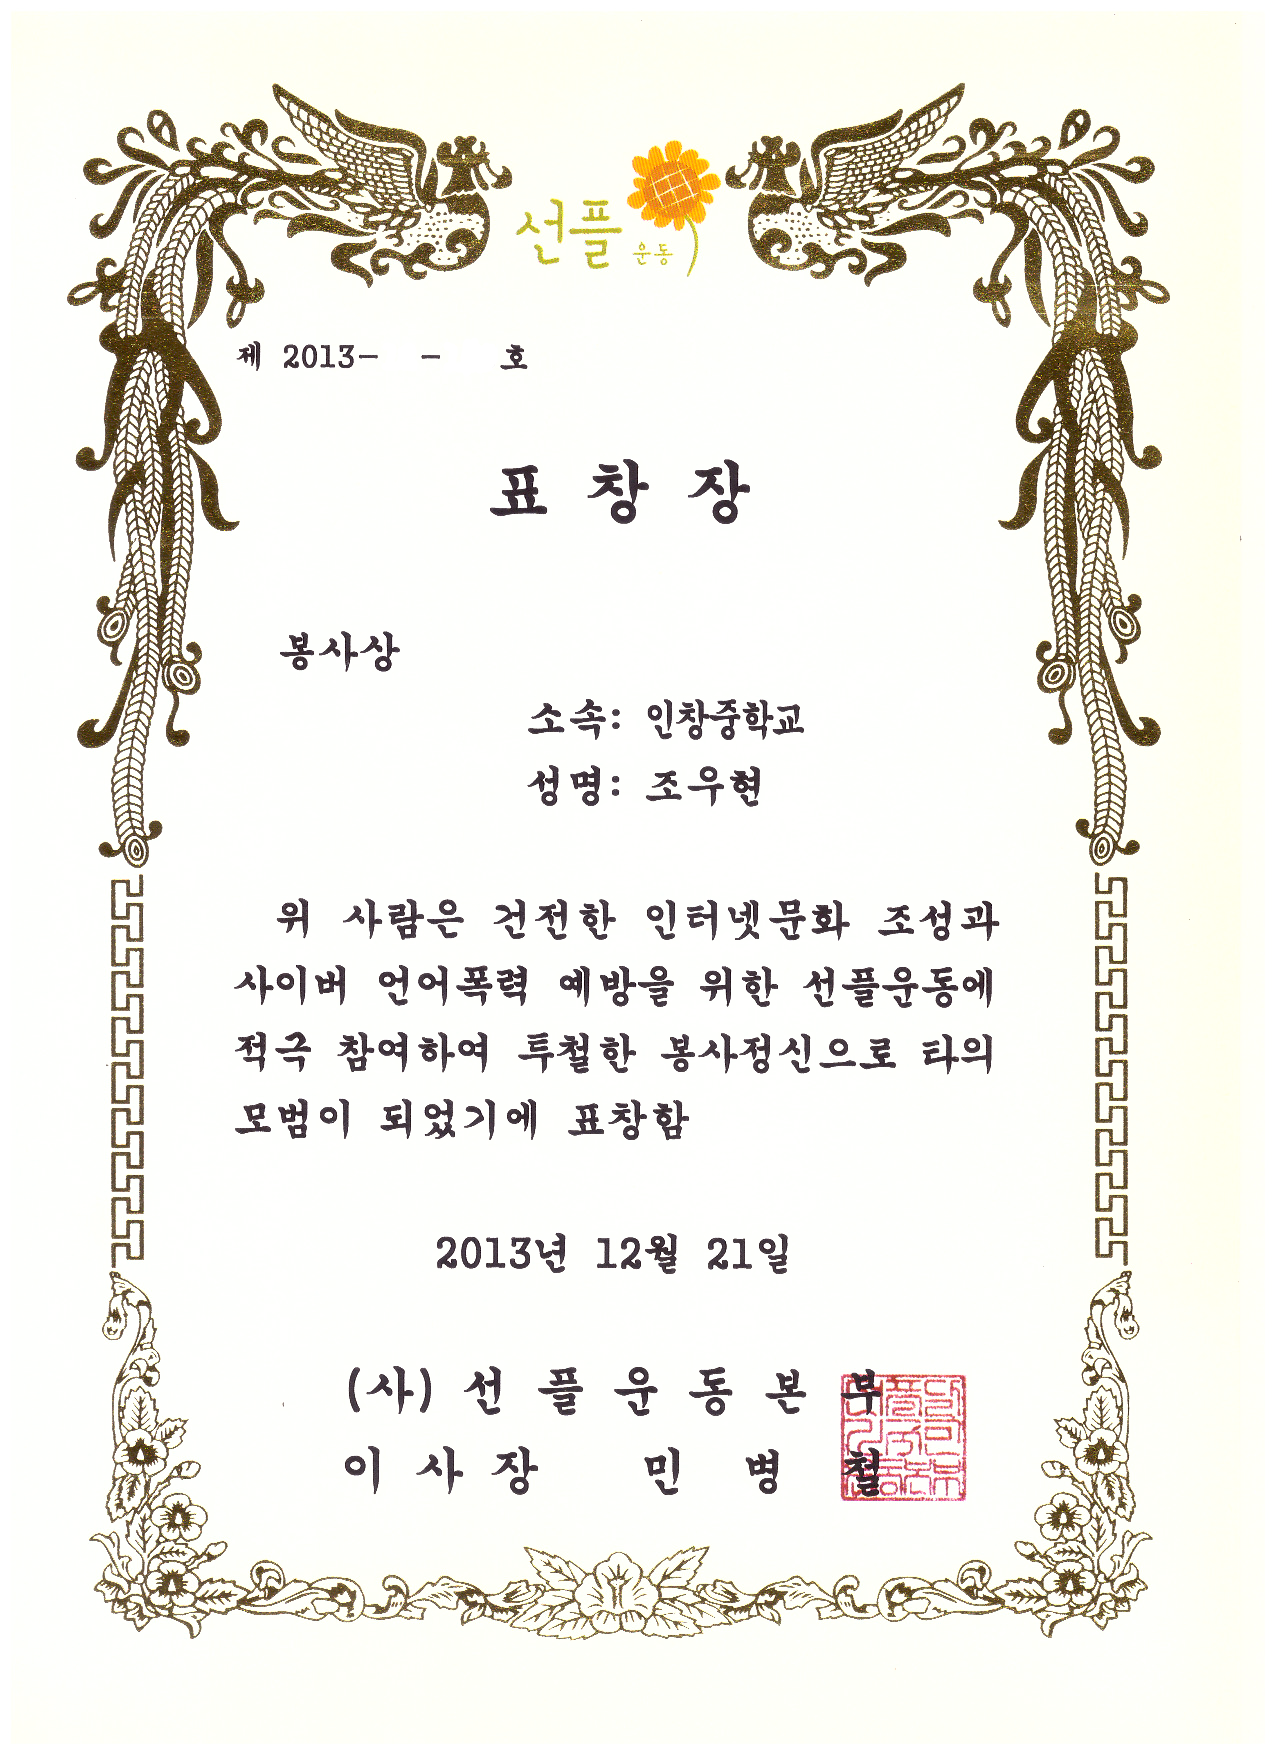 선플
운동
제 2013-  -   호
표 창 장
봉사상
소속: 인창중학교
성명: 조우현
위 사람은 건전한 인터넷문화 조성과
사이버 언어폭력 예방을 위한 선플운동에
적극 참여하여 투철한 봉사정신으로 타의
모범이 되었기에 표창함
2013년 12월 21일
(사) 선 플 운 동 본 부
이 사 장 민 병 철